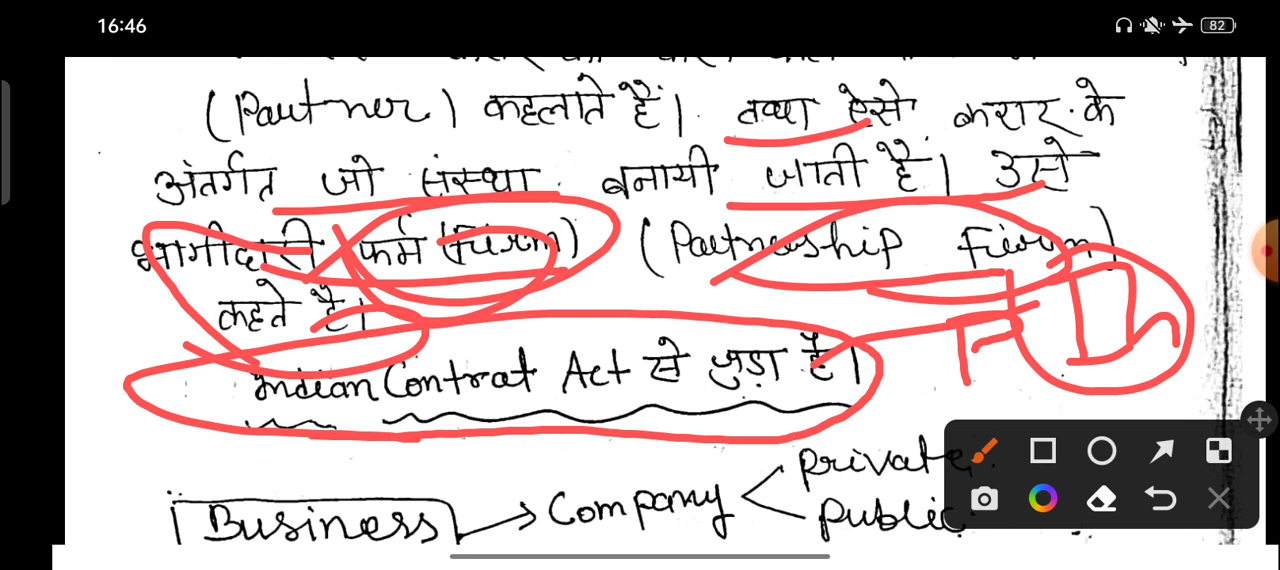 16:46
82
(Partner) कहलाते हैं। तथा ऐसे करार के
अंतर्गत जो संस्था बनायी जाती है। उसे
भागीदारी फर्म (Firm) (Partnership Firm)
कहते है।
Indian Contrat Act से जुड़ा है।
Business → Company < private
public